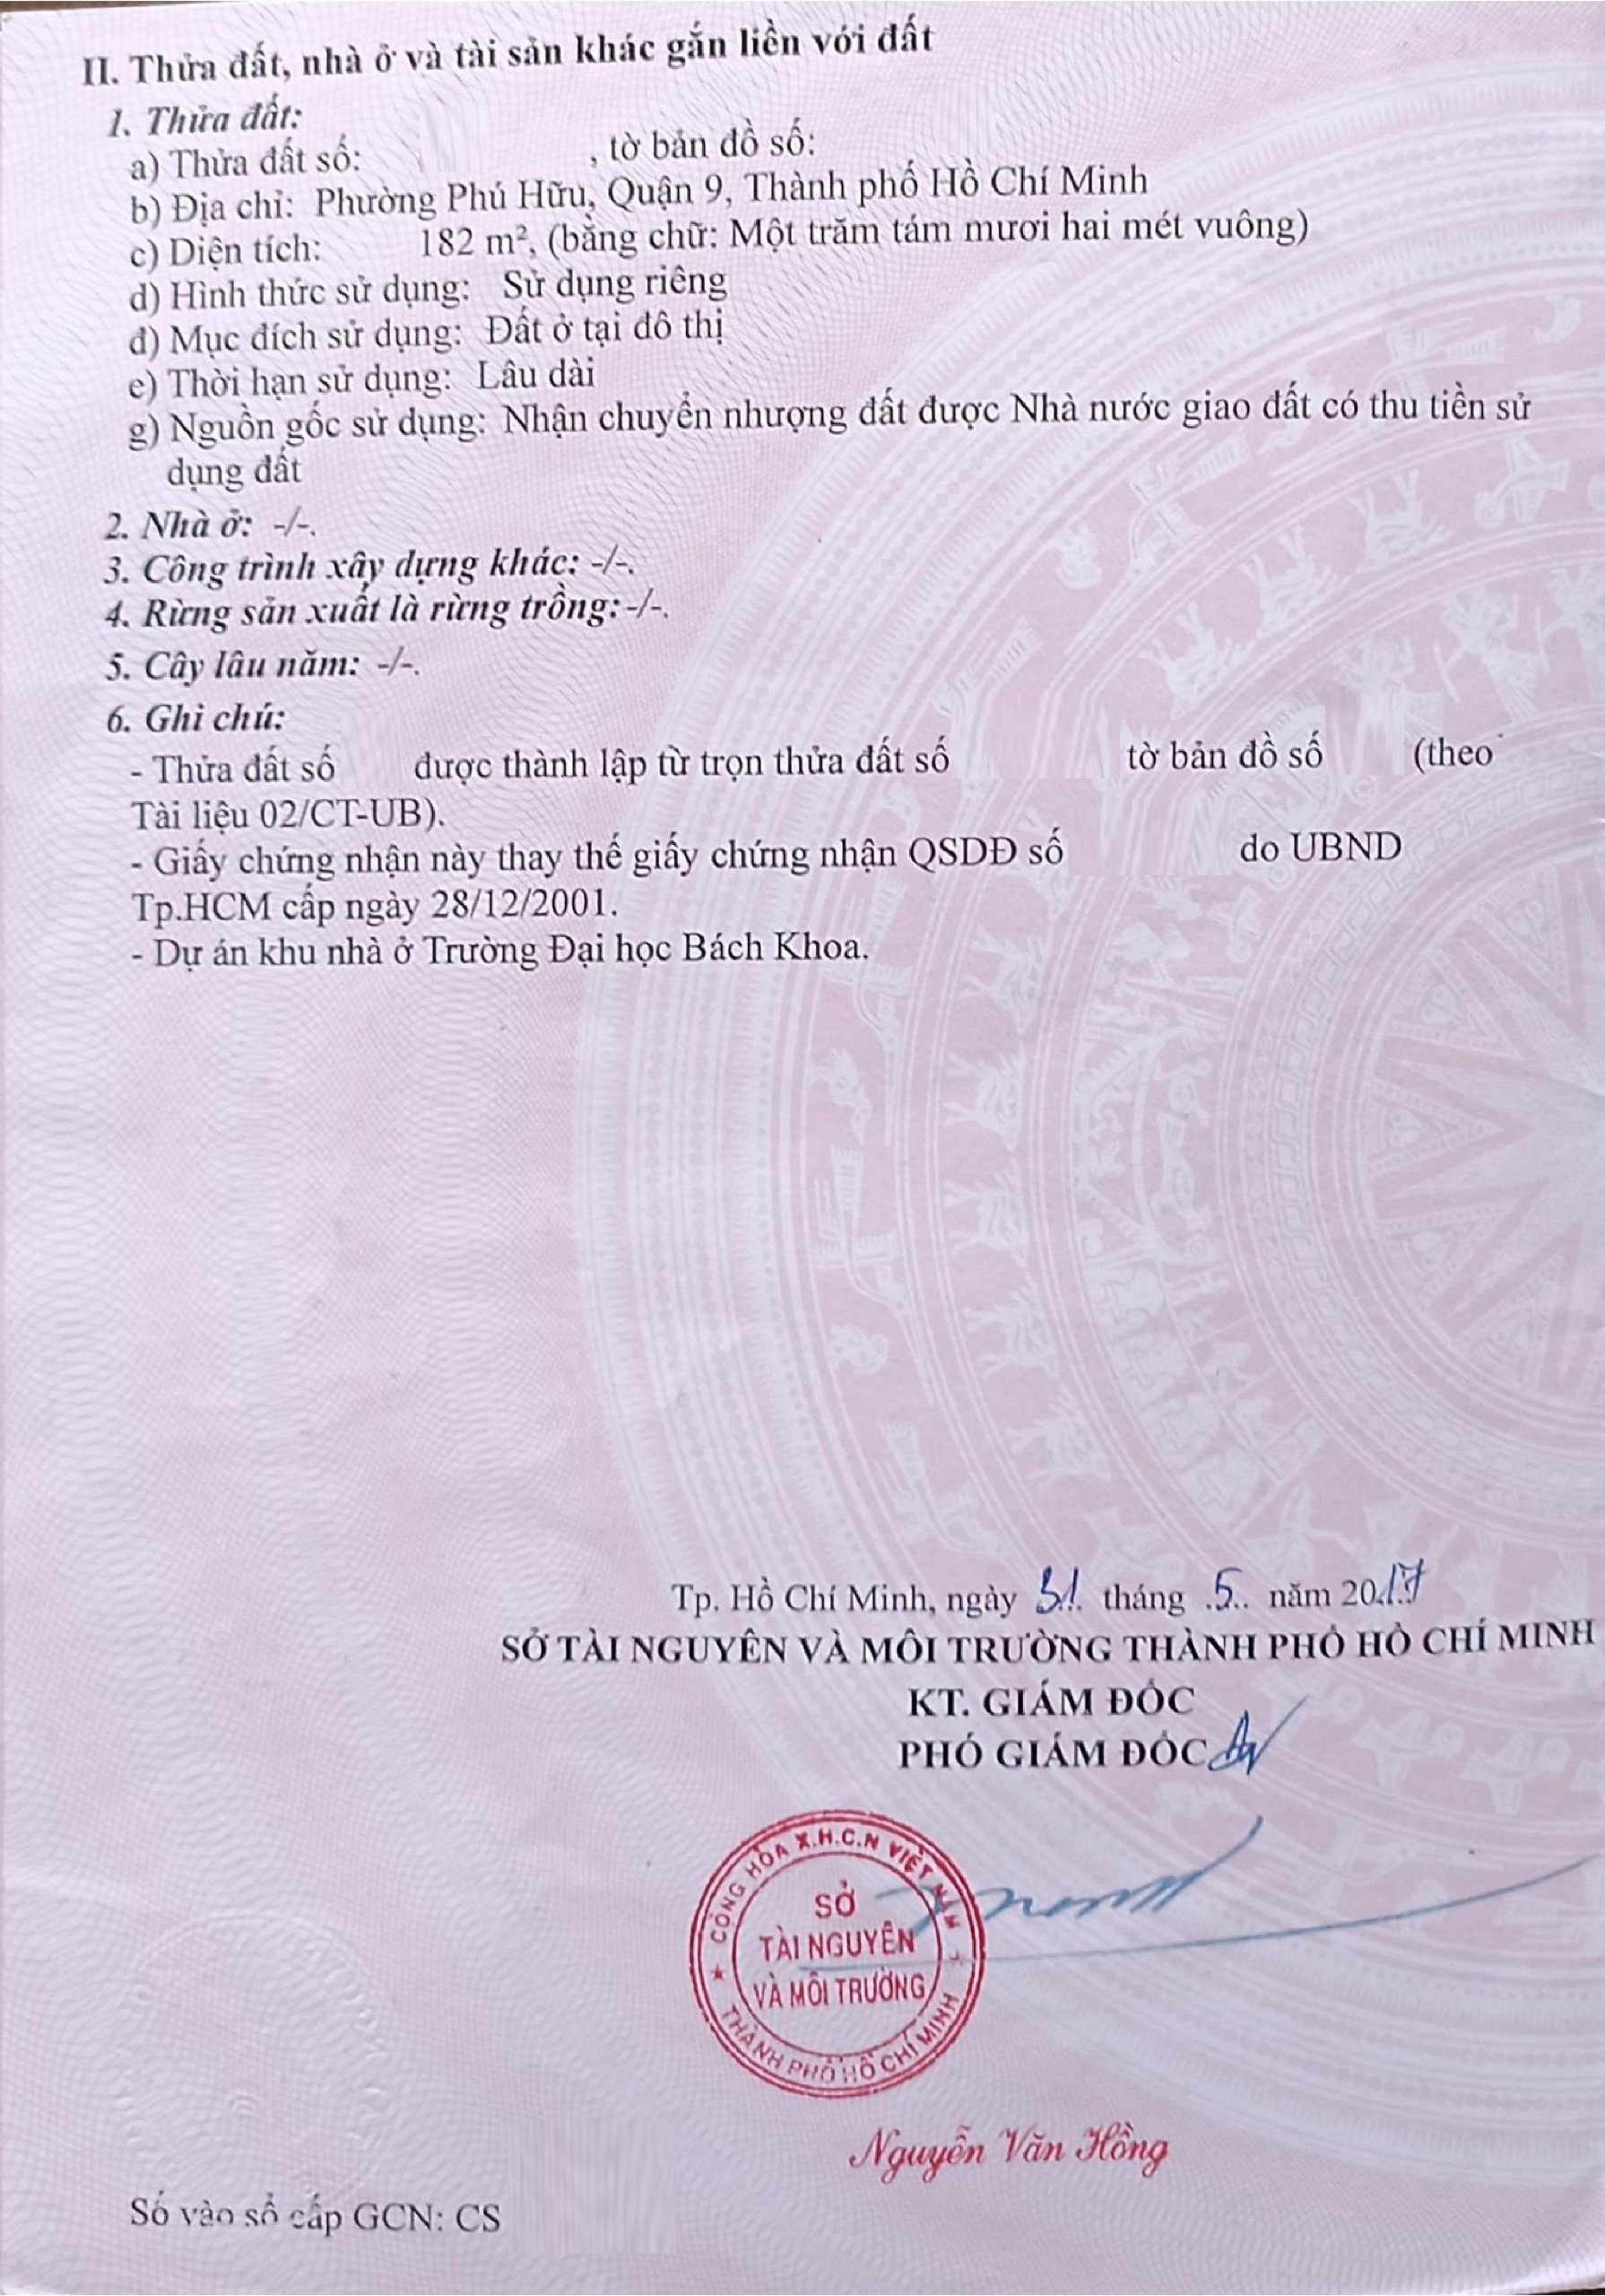 II. Thửa đất, nhà ở và tài sản khác gắn liền với đất
1. Thửa đất:
a) Thửa đất số: , tờ bản đồ số:
b) Địa chỉ: Phường Phú Hữu, Quận 9, Thành phố Hồ Chí Minh
c) Diện tích: 182 m², (bằng chữ: Một trăm tám mươi hai mét vuông)
d) Hình thức sử dụng: Sử dụng riêng
đ) Mục đích sử dụng: Đất ở tại đô thị
e) Thời hạn sử dụng: Lâu dài
g) Nguồn gốc sử dụng: Nhận chuyển nhượng đất được Nhà nước giao đất có thu tiền sử
dụng đất
2. Nhà ở: -/-.
3. Công trình xây dựng khác: -/-.
4. Rừng sản xuất là rừng trồng: -/-.
5. Cây lâu năm: -/-.
6. Ghi chú:
- Thửa đất số được thành lập từ trọn thửa đất số tờ bản đồ số (theo
Tài liệu 02/CT-UB).
- Giấy chứng nhận này thay thế giấy chứng nhận QSDĐ số do UBND
Tp.HCM cấp ngày 28/12/2001.
- Dự án khu nhà ở Trường Đại học Bách Khoa.
Tp. Hồ Chí Minh, ngày 31 tháng 5 năm 2017
SỞ TÀI NGUYÊN VÀ MÔI TRƯỜNG THÀNH PHỐ HỒ CHÍ MINH
KT. GIÁM ĐỐC
PHÓ GIÁM ĐỐC
CỘNG HÒA X.H.C.N VIỆT NAM
SỞ
TÀI NGUYÊN
VÀ MÔI TRƯỜNG
THÀNH PHỐ HỒ CHÍ MINH
Nguyễn Văn Hồng
Số vào sổ cấp GCN: CS